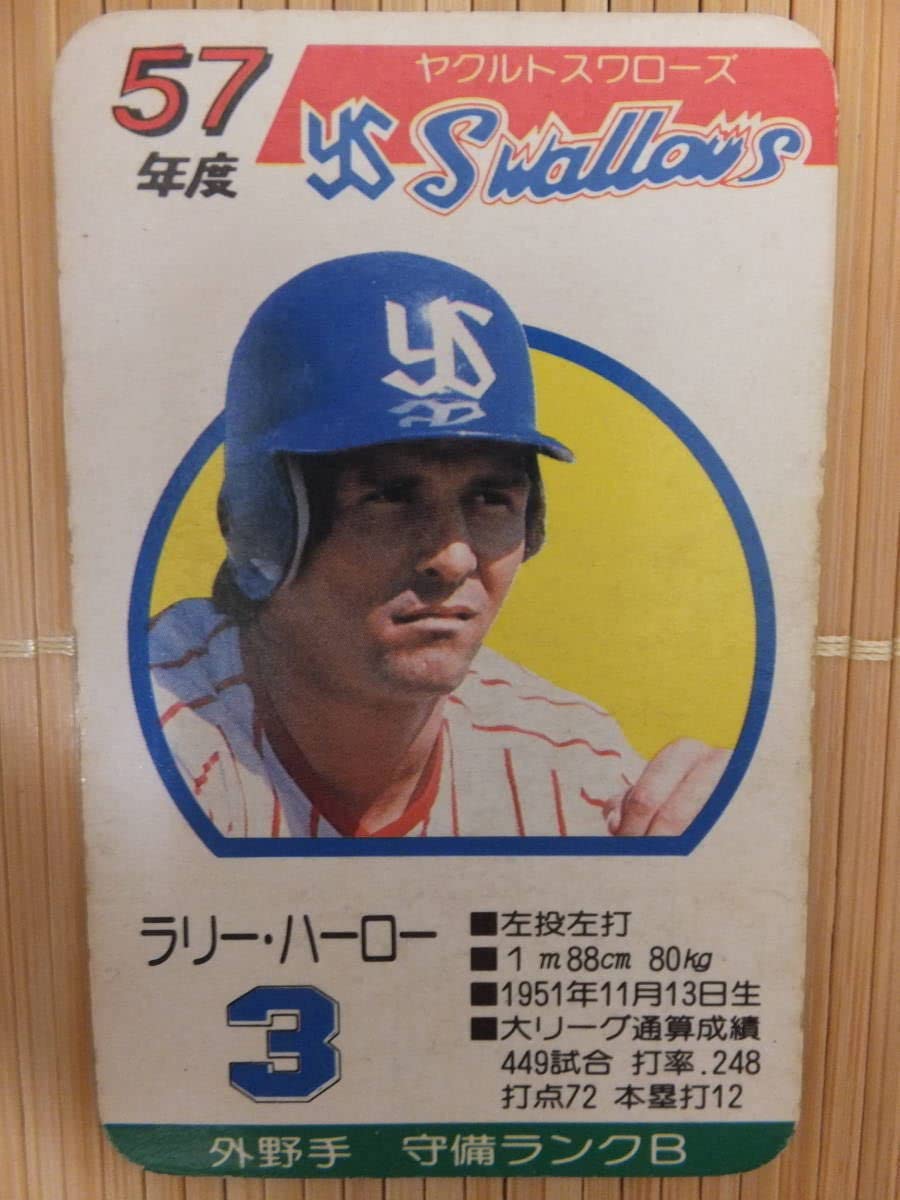 57
年度
ヤクルトスワローズ
YS Swallows
YS
ラリー・ハーロー
3
■左投左打
■1m88cm 80kg
■1951年11月13日生
■大リーグ通算成績
449試合 打率.248
打点72 本塁打12
外野手 守備ランクB